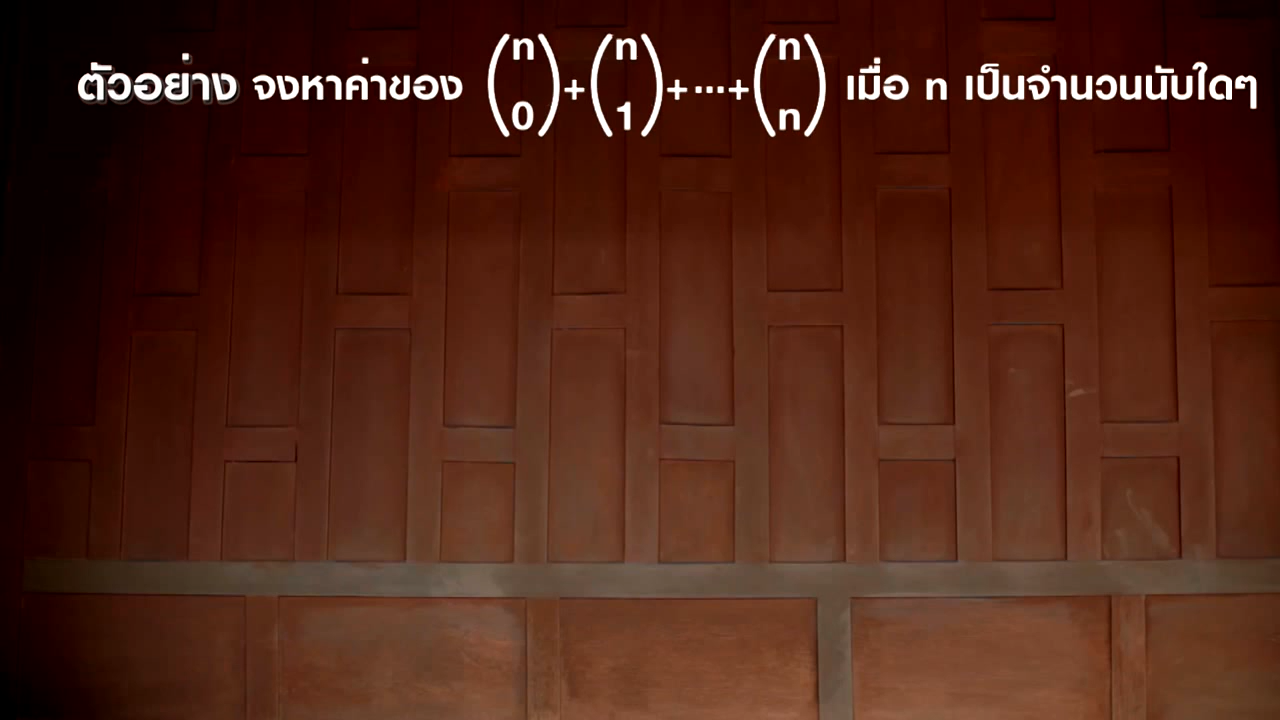 ตัวอย่าง จงหาค่าของ (n 0)+(n 1)+···+(n n) เมื่อ n เป็นจำนวนนับใดๆ